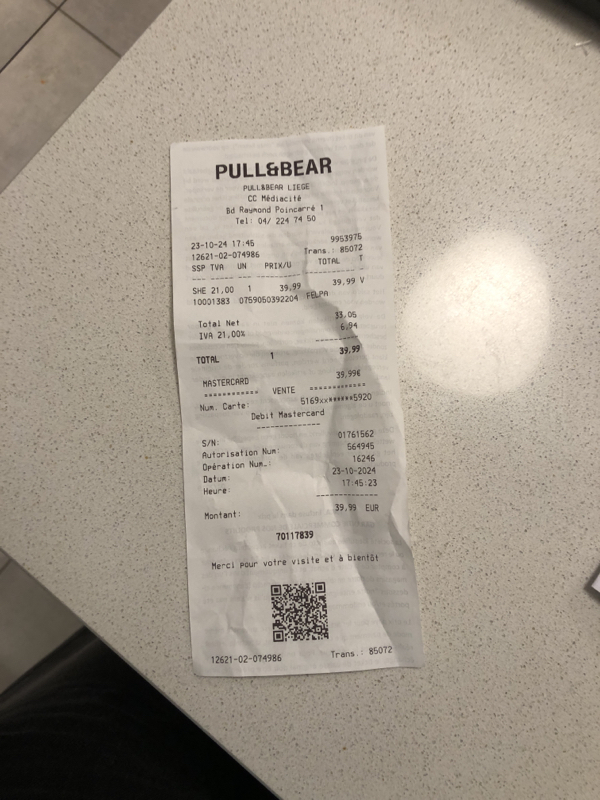 PULL&BEAR
PULL&BEAR LIEGE
CC Médiacité
Bd Raymond Poincarré 1
Tel: 04/ 224 74 50
23-10-24 17:45 9953975
12621-02-074986 Trans.: 85072
SSP TVA UN PRIX/U TOTAL T
SHE 21,00 1 39,99 39,99 V
10001383 0759050392204 FELPA
Total Net 33,05
IVA 21,00% 6,94
TOTAL 1 39,99
MASTERCARD 39,99€
============ VENTE ============
Num. Carte: 5169xx******5920
Debit Mastercard
--------------
S/N: 01761562
Autorisation Num: 564945
Opération Num.: 16246
Datum: 23-10-2024
Heure: 17:45:23
--------------
Montant: 39,99 EUR
70117839
Merci pour votre visite et à bientôt
12621-02-074986 Trans.: 85072